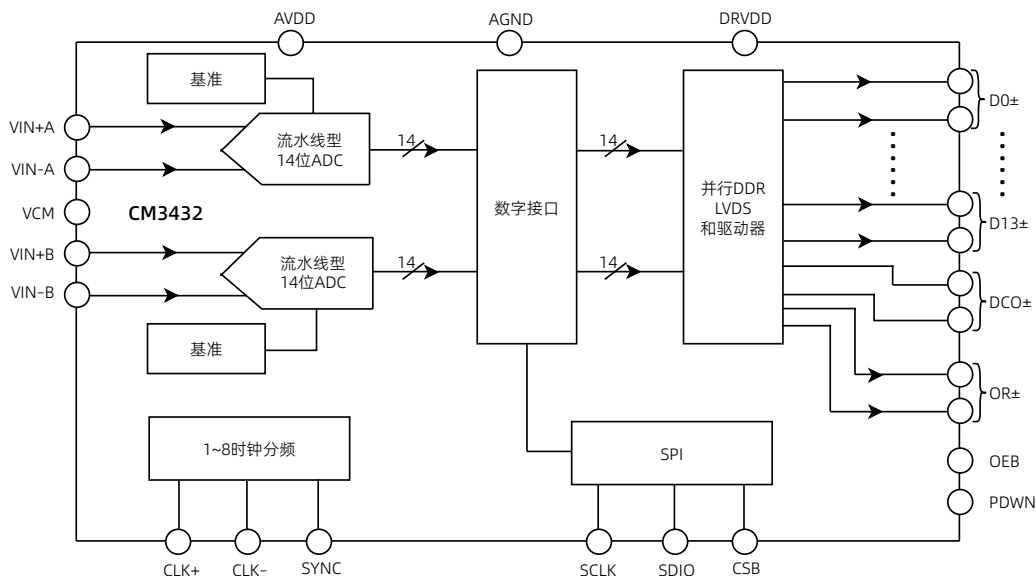 AVDD
AGND
DRVDD
基准
D0±
VIN+A
流水线型
14位ADC
14
14
VIN-A
并行DDR
LVDS
和驱动器
数字接口
VCM
CM3432
D13±
VIN+B
流水线型
14位ADC
14
14
VIN-B
DCO±
基准
OR±
1~8时钟分频
SPI
OEB
PDWN
CLK+
CLK-
SYNC
SCLK
SDIO
CSB